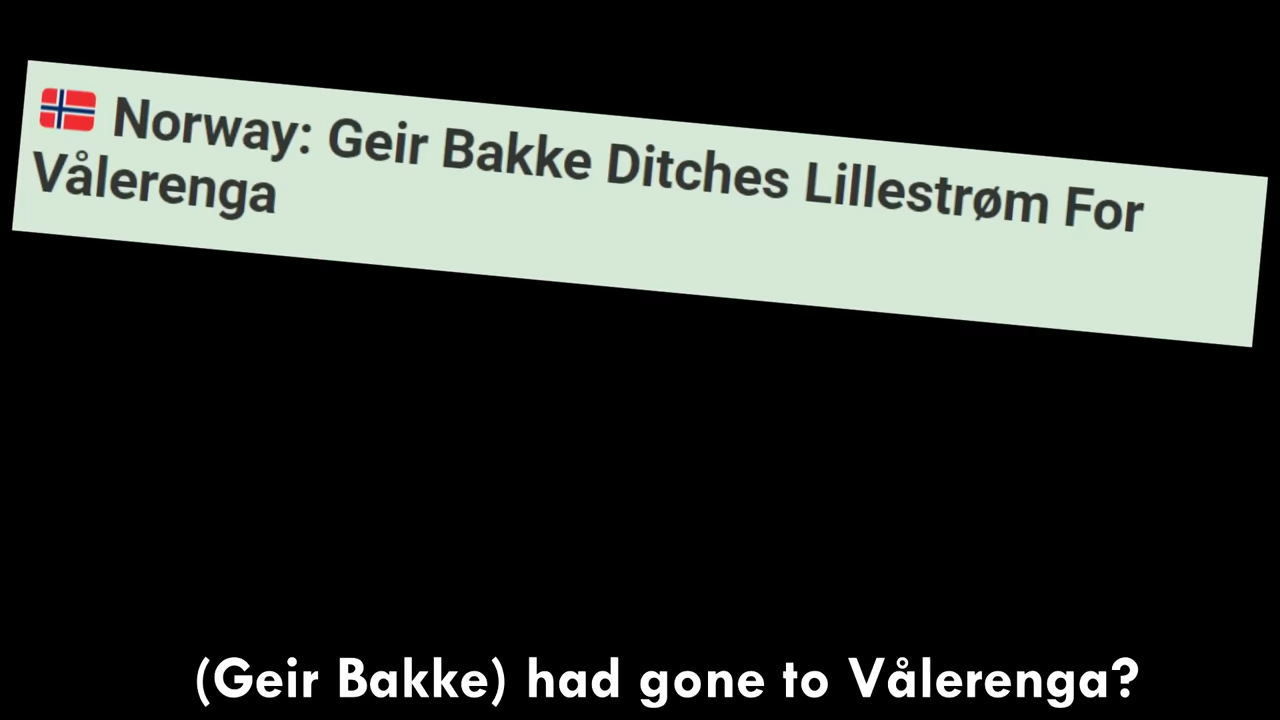 Norway: Geir Bakke Ditches Lillestrøm For
Vålerenga
(Geir Bakke) had gone to Vålerenga?